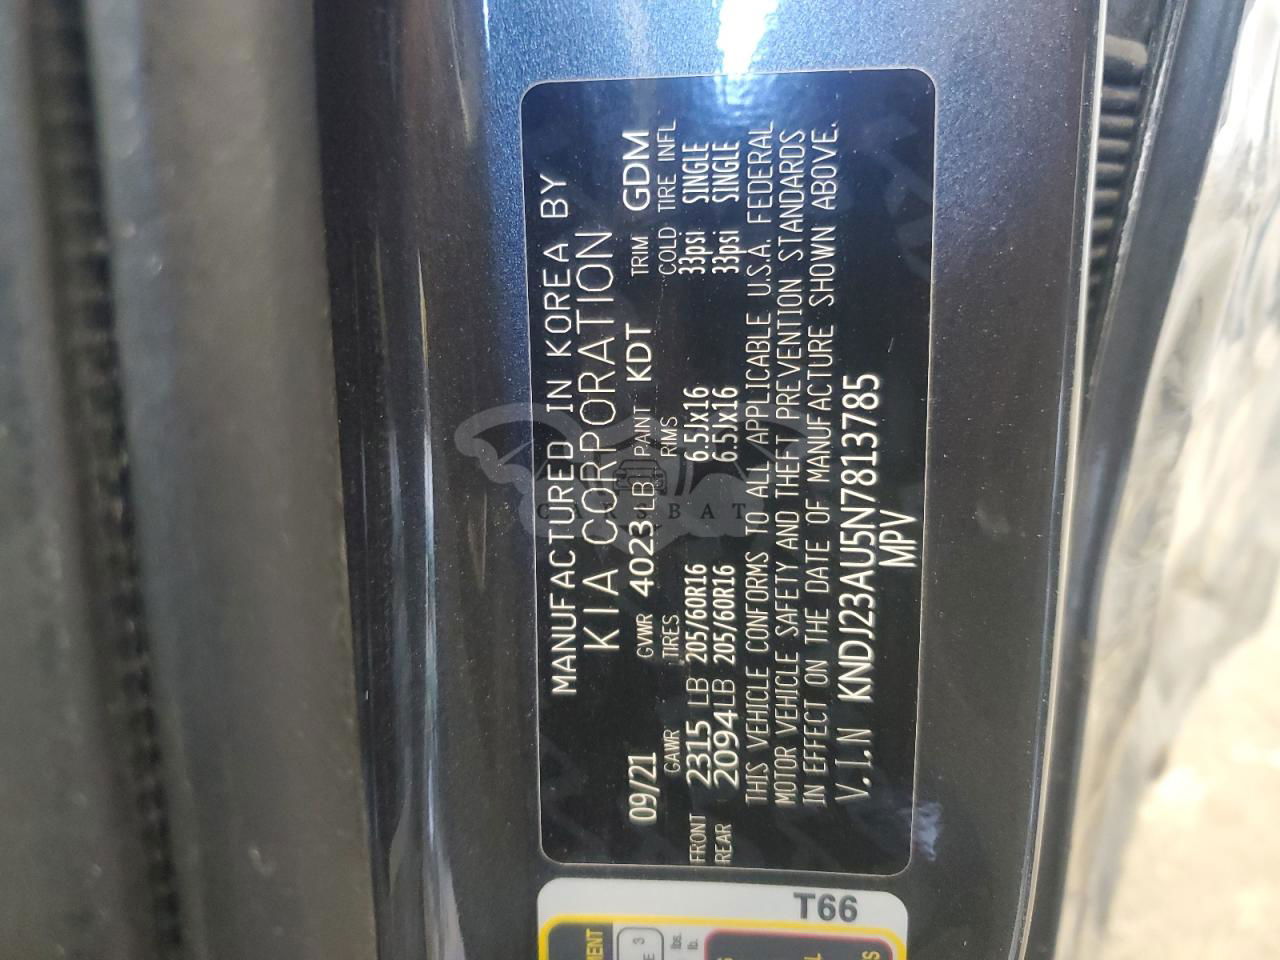 MANUFACTURED IN KOREA BY
KIA CORPORATION
09/21 GVWR 4023LB PAINT KDT TRIM GDM
GAWR TIRES RIMS COLD TIRE INFL
FRONT 2315 LB 205/60R16 6.5Jx16 33psi SINGLE
REAR 2094LB 205/60R16 6.5Jx16 33psi SINGLE
THIS VEHICLE CONFORMS TO ALL APPLICABLE U.S.A. FEDERAL
MOTOR VEHICLE SAFETY AND THEFT PREVENTION STANDARDS
IN EFFECT ON THE DATE OF MANUFACTURE SHOWN ABOVE.
V.I.N KNDJ23AU5N7813785
MPV
CARSBAT
T66
lbs.
lb.